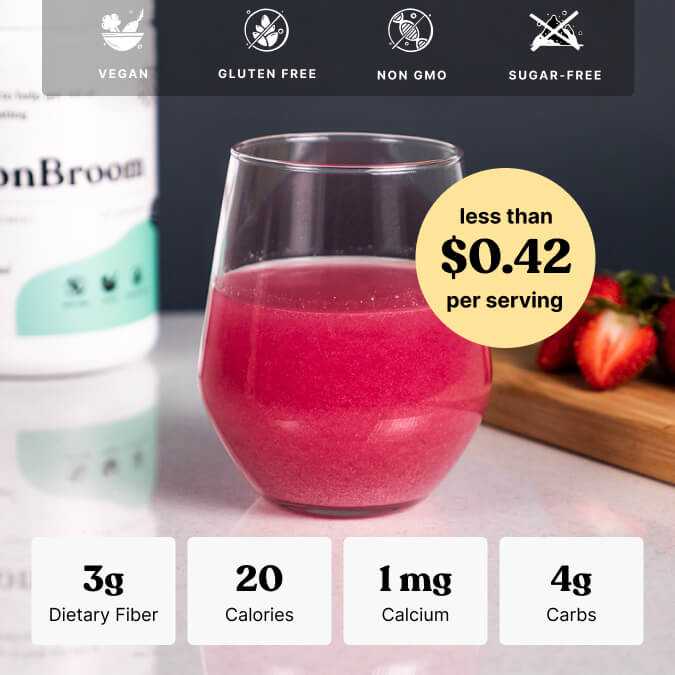 VEGAN
GLUTEN FREE
NON GMO
SUGAR-FREE
onBroom
less than
$0.42
per serving
3g
Dietary Fiber
20
Calories
1 mg
Calcium
4g
Carbs